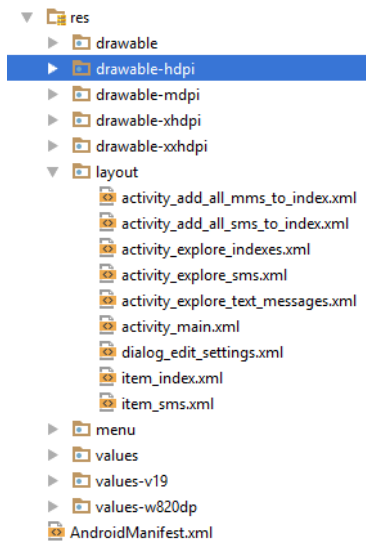 res
drawable
drawable-hdpi
drawable-mdpi
drawable-xhdpi
drawable-xxhdpi
layout
activity_add_all_mms_to_index.xml
activity_add_all_sms_to_index.xml
activity_explore_indexes.xml
activity_explore_sms.xml
activity_explore_text_messages.xml
activity_main.xml
dialog_edit_settings.xml
item_index.xml
item_sms.xml
menu
values
values-v19
values-w820dp
AndroidManifest.xml